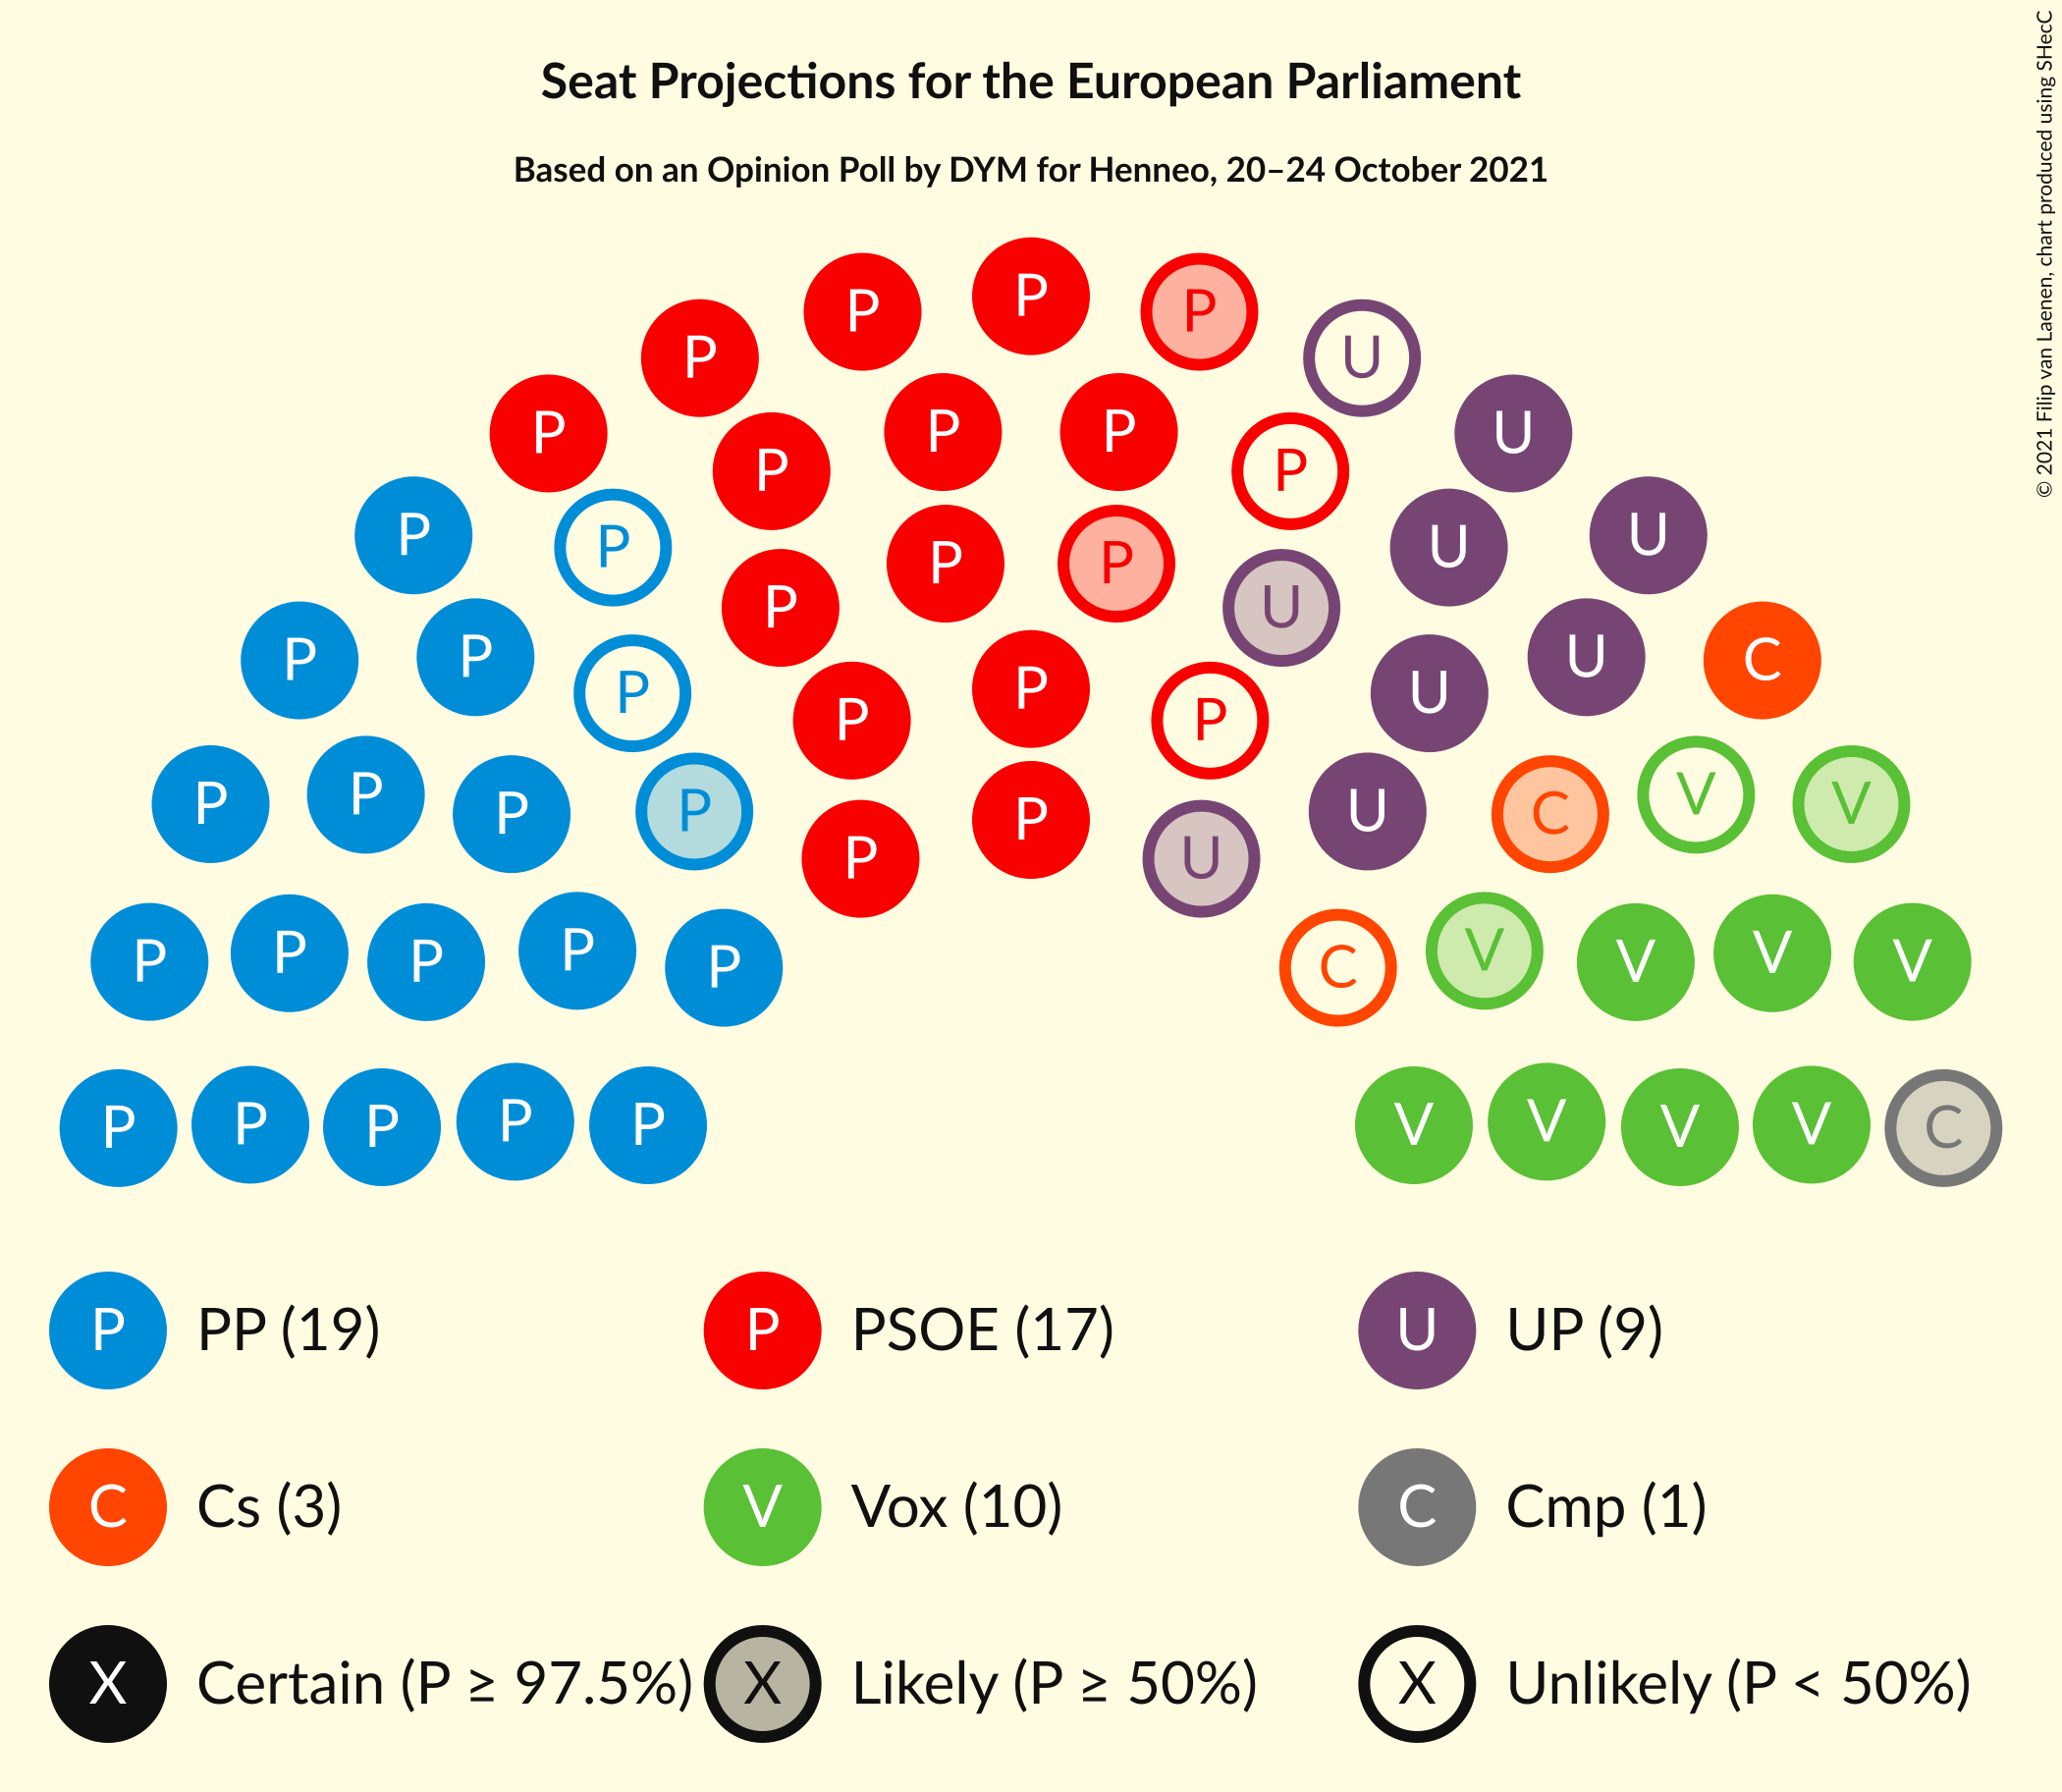 Seat Projections for the European Parliament
Based on an Opinion Poll by DYM for Henneo, 20–24 October 2021
© 2021 Filip van Laenen, chart produced using SHecC
P
P P
P U
P U
P P P
P U
P P U U
P P P
P U
P P U U
P C
P P U
P P
P U
P C
P P V V
P P C
P U
P
P P U
P P V V
P P P C V V V
P P P P P V V V V C
P PP (19) P PSOE (17) U UP (9)
C Cs (3) V Vox (10) C Cmp (1)
X Certain (P ≥ 97.5%) X Likely (P ≥ 50%) X Unlikely (P < 50%)